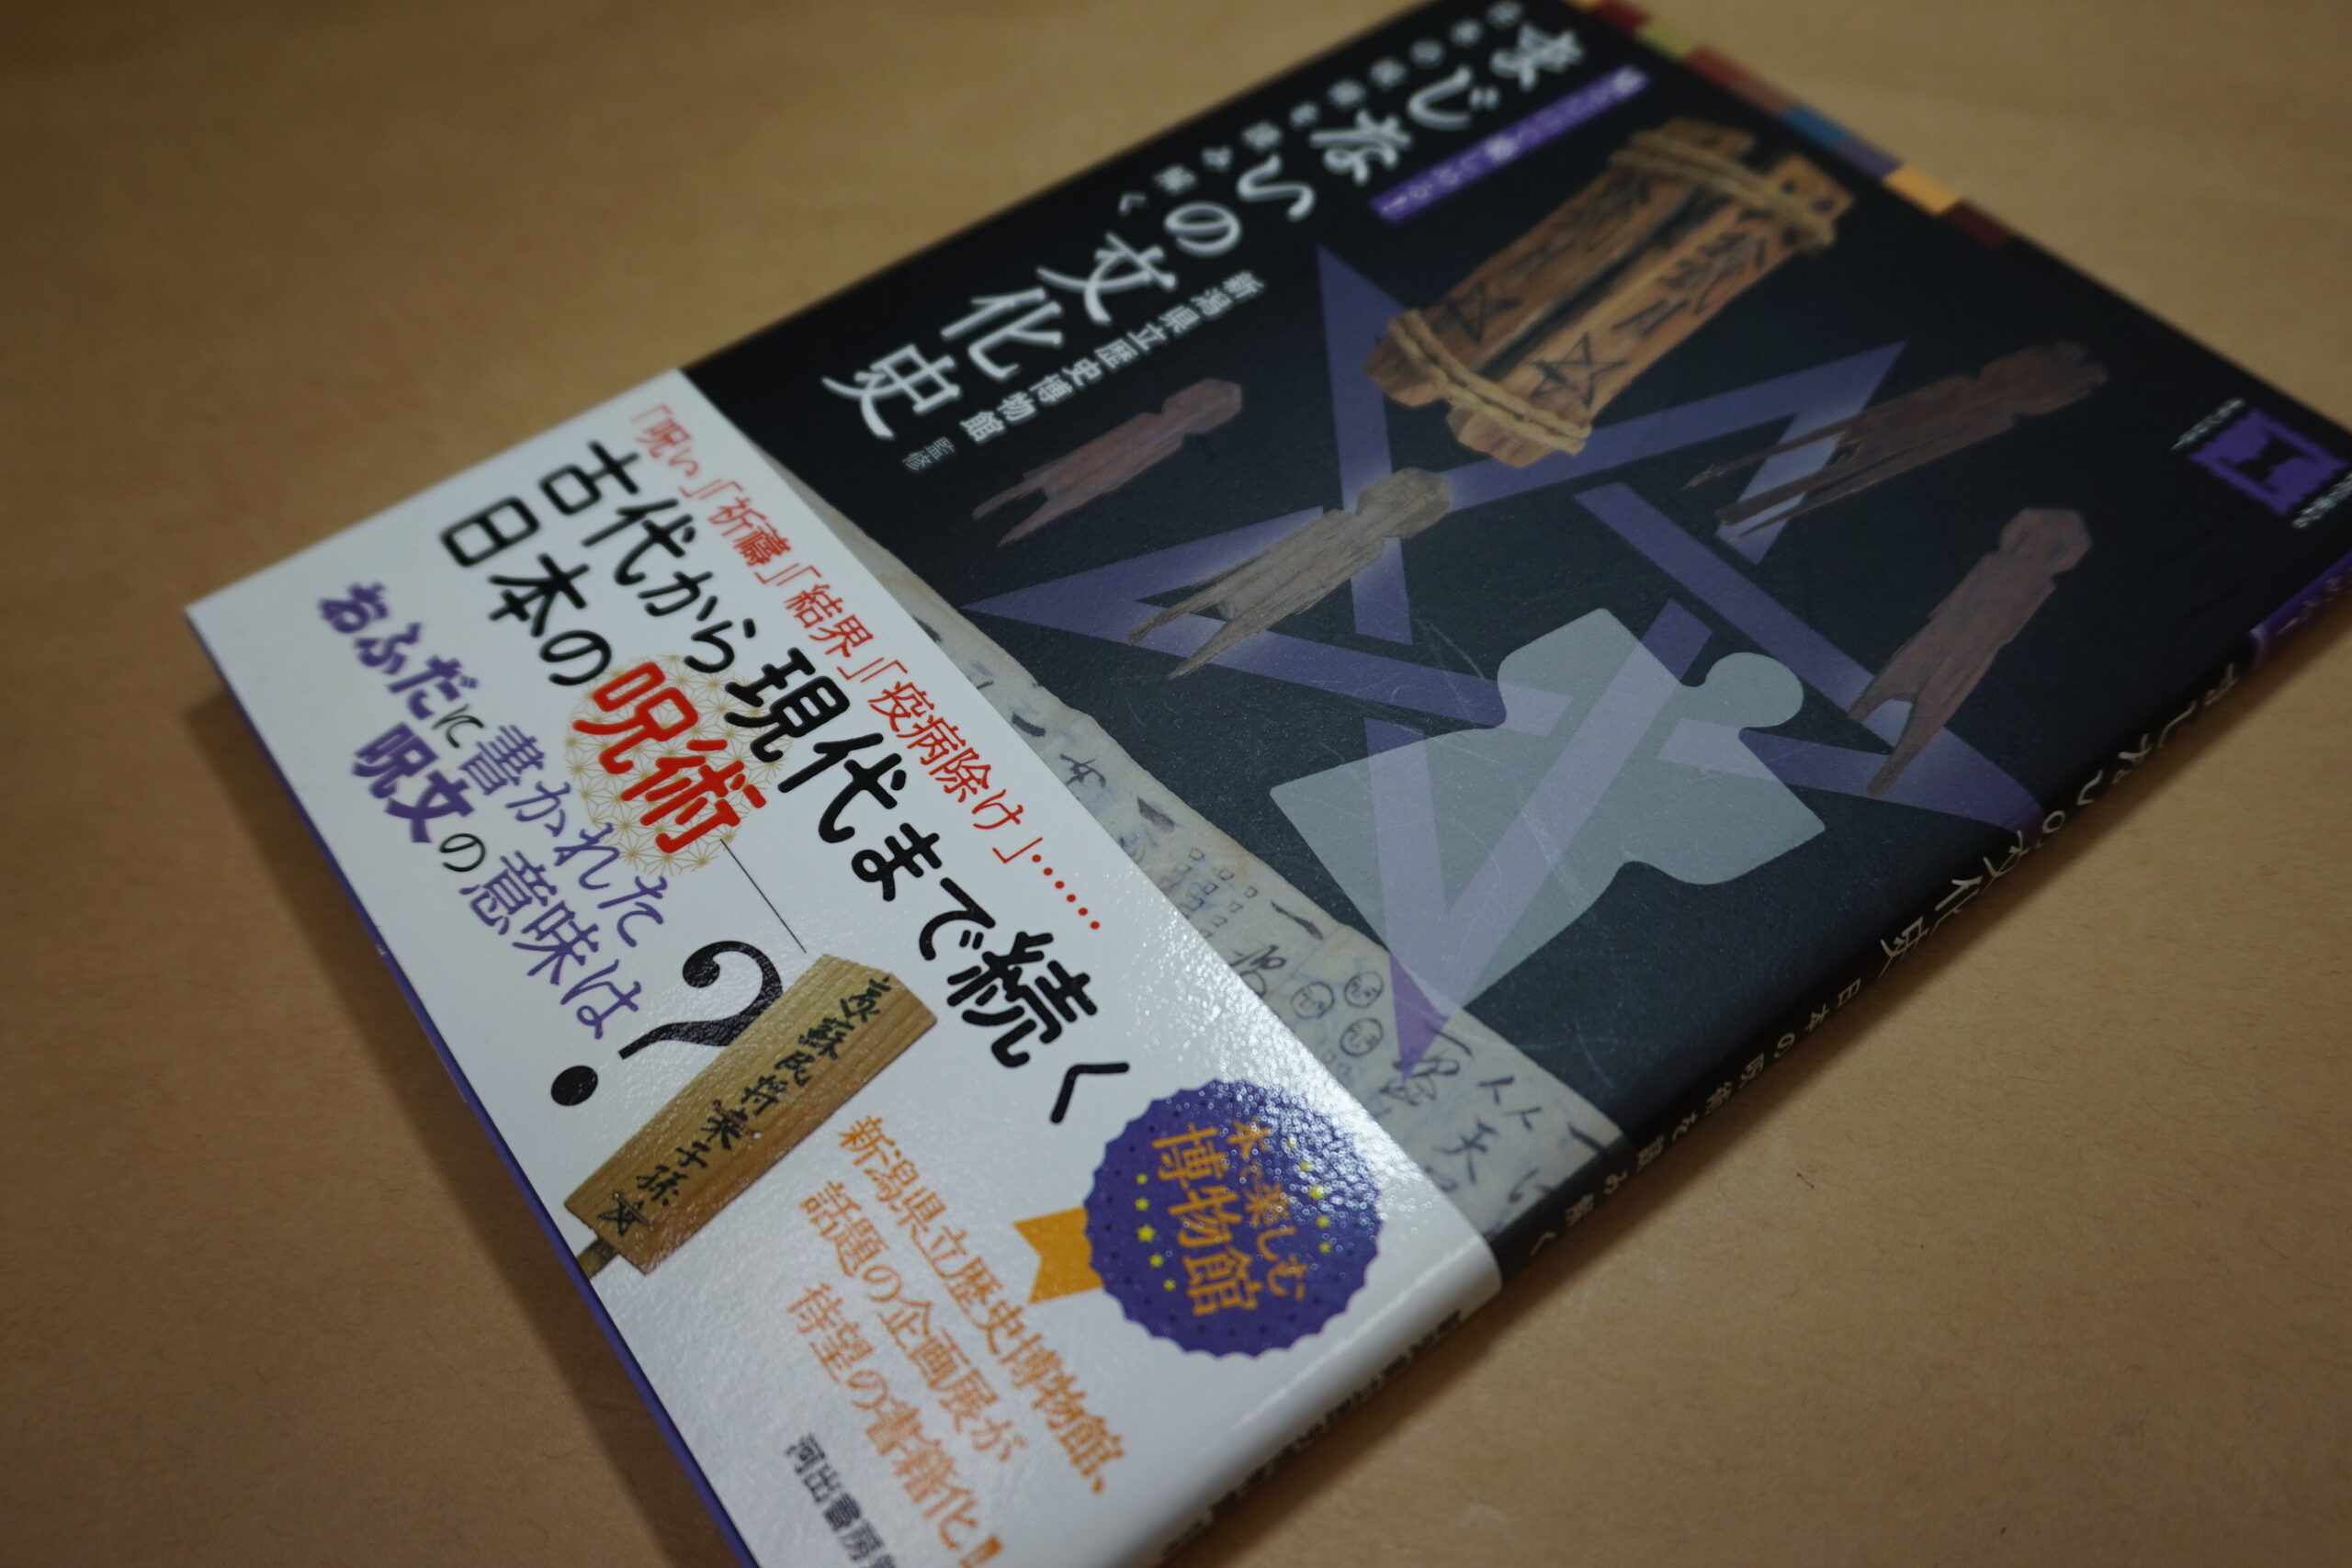 まじないの文化史
日本の呪術を読み解く
新潟県立歴史博物館 監修
「呪い」「祈禱」「結界」「疫病除け」……
古代から現代まで続く
日本の呪術
おふだに書かれた
呪文の意味は?
蘇民将来子孫
本で楽しむ
博物館
新潟県立歴史博物館、
話題の企画展が
待望の書籍化!!
河出書房
まじないの文化史 日本の呪術を読み解く